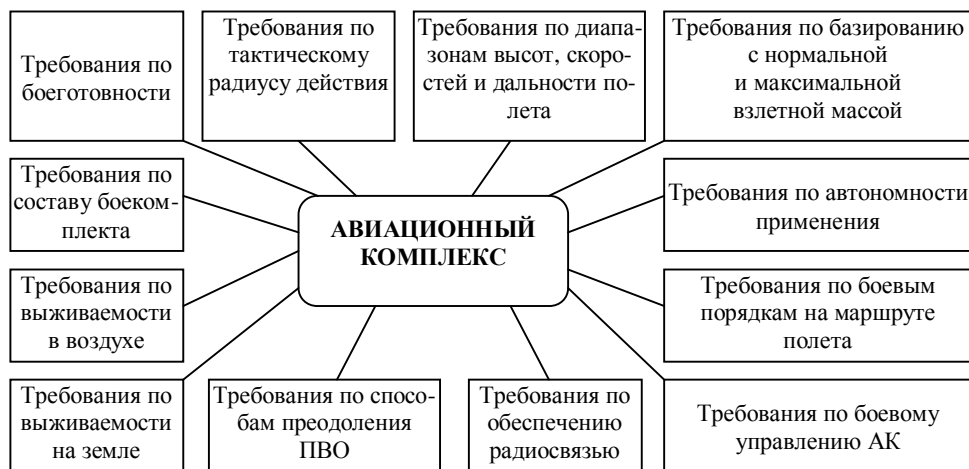 Требования по
боеготовности
Требования по
тактическому
радиусу действия
Требования по диапа-
зонам высот, скоро-
стей и дальности по-
лета
Требования по базированию
с нормальной
и максимальной
взлетной массой
Требования по
составу боеком-
плекта
АВИАЦИОННЫЙ
КОМПЛЕКС
Требования по автономности
применения
Требования по
выживаемости
в воздухе
Требования по боевым
порядкам на маршруте
полета
Требования по
выживаемости
на земле
Требования по спосо-
бам преодоления
ПВО
Требования по
обеспечению
радиосвязью
Требования по боевому
управлению АК